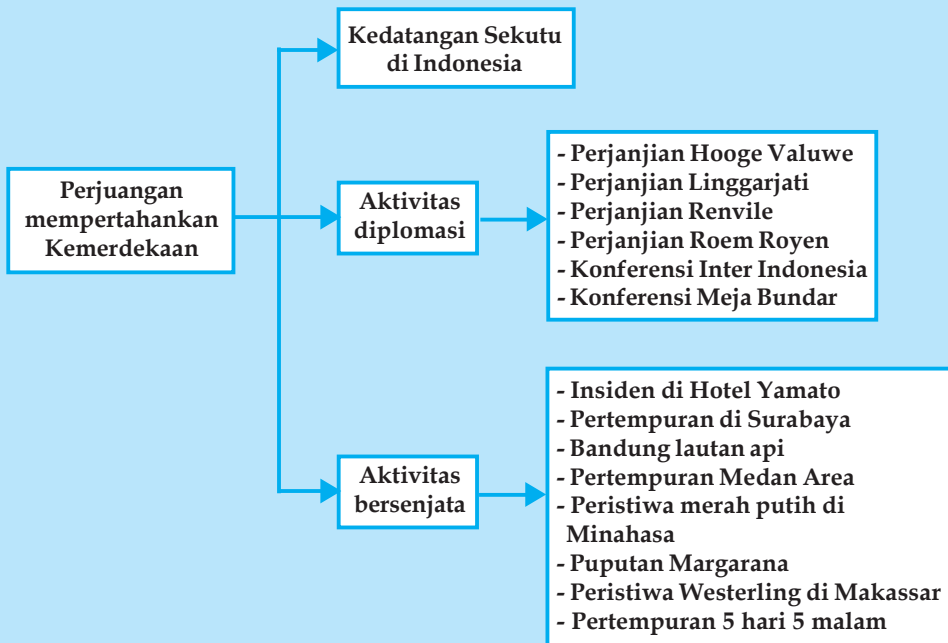 Kedatangan Sekutu
di Indonesia
Perjuangan
mempertahankan
Kemerdekaan
Aktivitas
diplomasi
- Perjanjian Hooge Valuwe
- Perjanjian Linggarjati
- Perjanjian Renvile
- Perjanjian Roem Royen
- Konferensi Inter Indonesia
- Konferensi Meja Bundar
Aktivitas
bersenjata
- Insiden di Hotel Yamato
- Pertempuran di Surabaya
- Bandung lautan api
- Pertempuran Medan Area
- Peristiwa merah putih di
Minahasa
- Puputan Margarana
- Peristiwa Westerling di Makassar
- Pertempuran 5 hari 5 malam